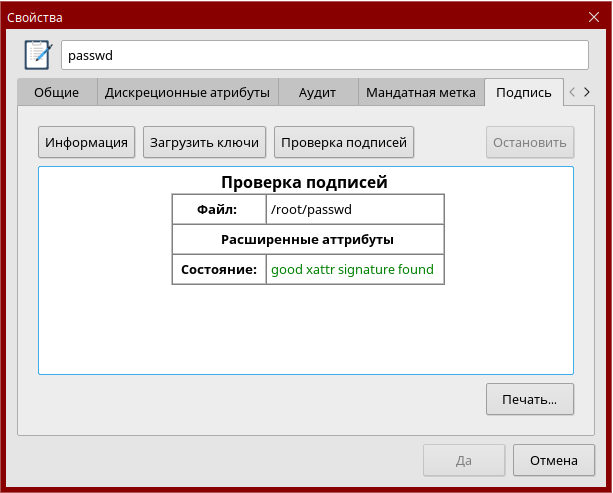 Свойства
passwd
Общие
Дискреционные атрибуты
Аудит
Мандатная метка
Подпись
Информация
Загрузить ключи
Проверка подписей
Остановить
Проверка подписей
Файл: /root/passwd
Расширенные аттрибуты
Состояние: good xattr signature found
Печать...
Да
Отмена